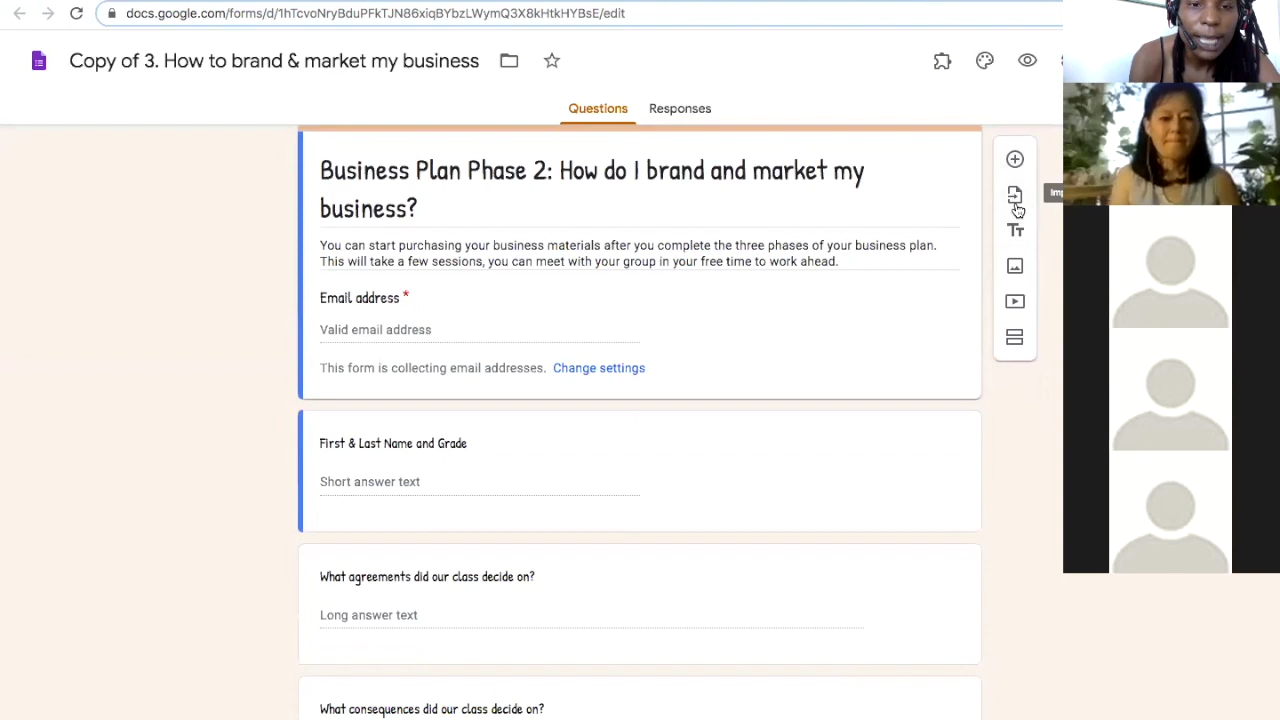 docs.google.com/forms/d/1hTcvoNryBduPFkTJN86xiqBYbzLWymQ3X8kHtkHYBsE/edit
Copy of 3. How to brand & market my business
Questions
Responses
Business Plan Phase 2: How do I brand and market my
business?
You can start purchasing your business materials after you complete the three phases of your business plan.
This will take a few sessions, you can meet with your group in your free time to work ahead.
Email address *
Valid email address
This form is collecting email addresses. Change settings
First & Last Name and Grade
Short answer text
What agreements did our class decide on?
Long answer text
What consequences did our class decide on?
Tt